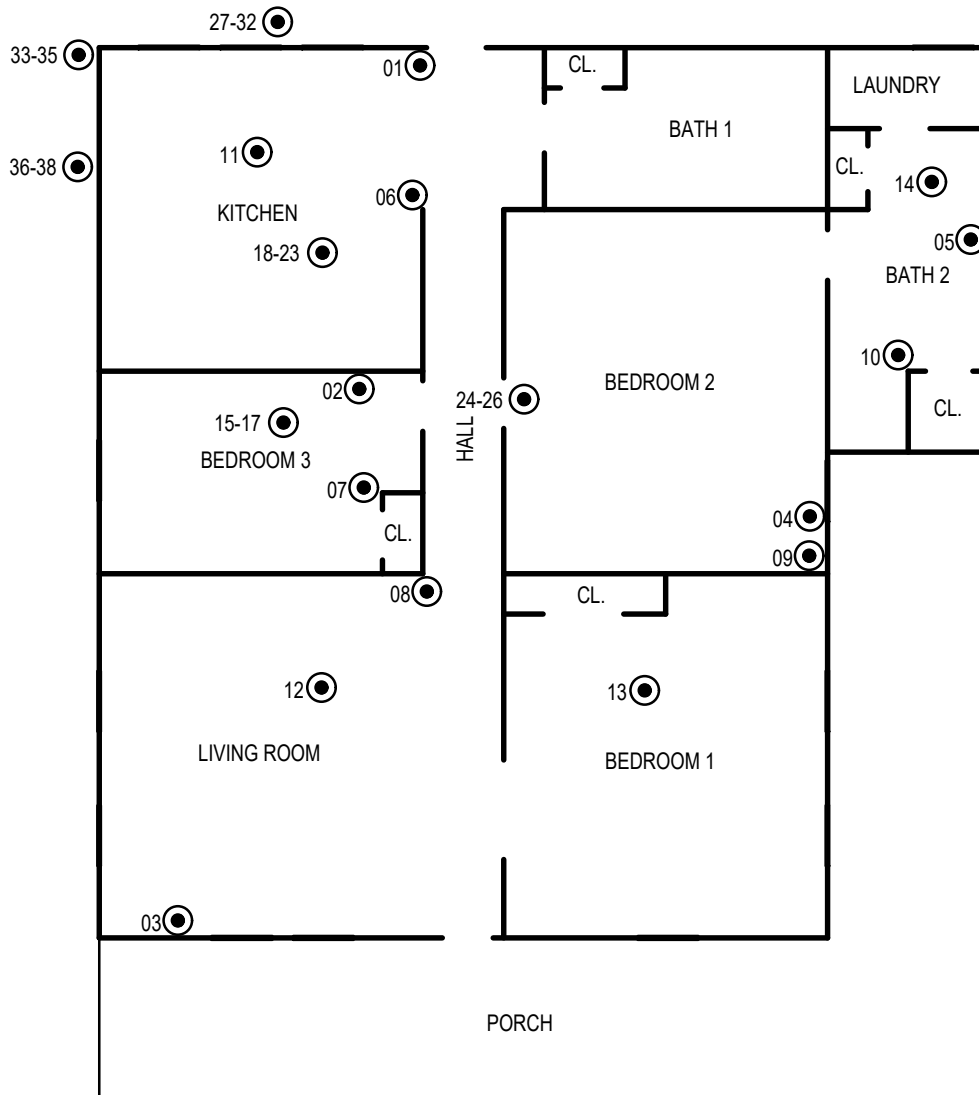 27-32
33-35
01
CL.
LAUNDRY
BATH 1
11
36-38
CL.
14
06
KITCHEN
18-23
05
BATH 2
10
02
BEDROOM 2
24-26
CL.
15-17
HALL
BEDROOM 3
07
04
CL.
09
08
CL.
12
13
LIVING ROOM
BEDROOM 1
03
PORCH